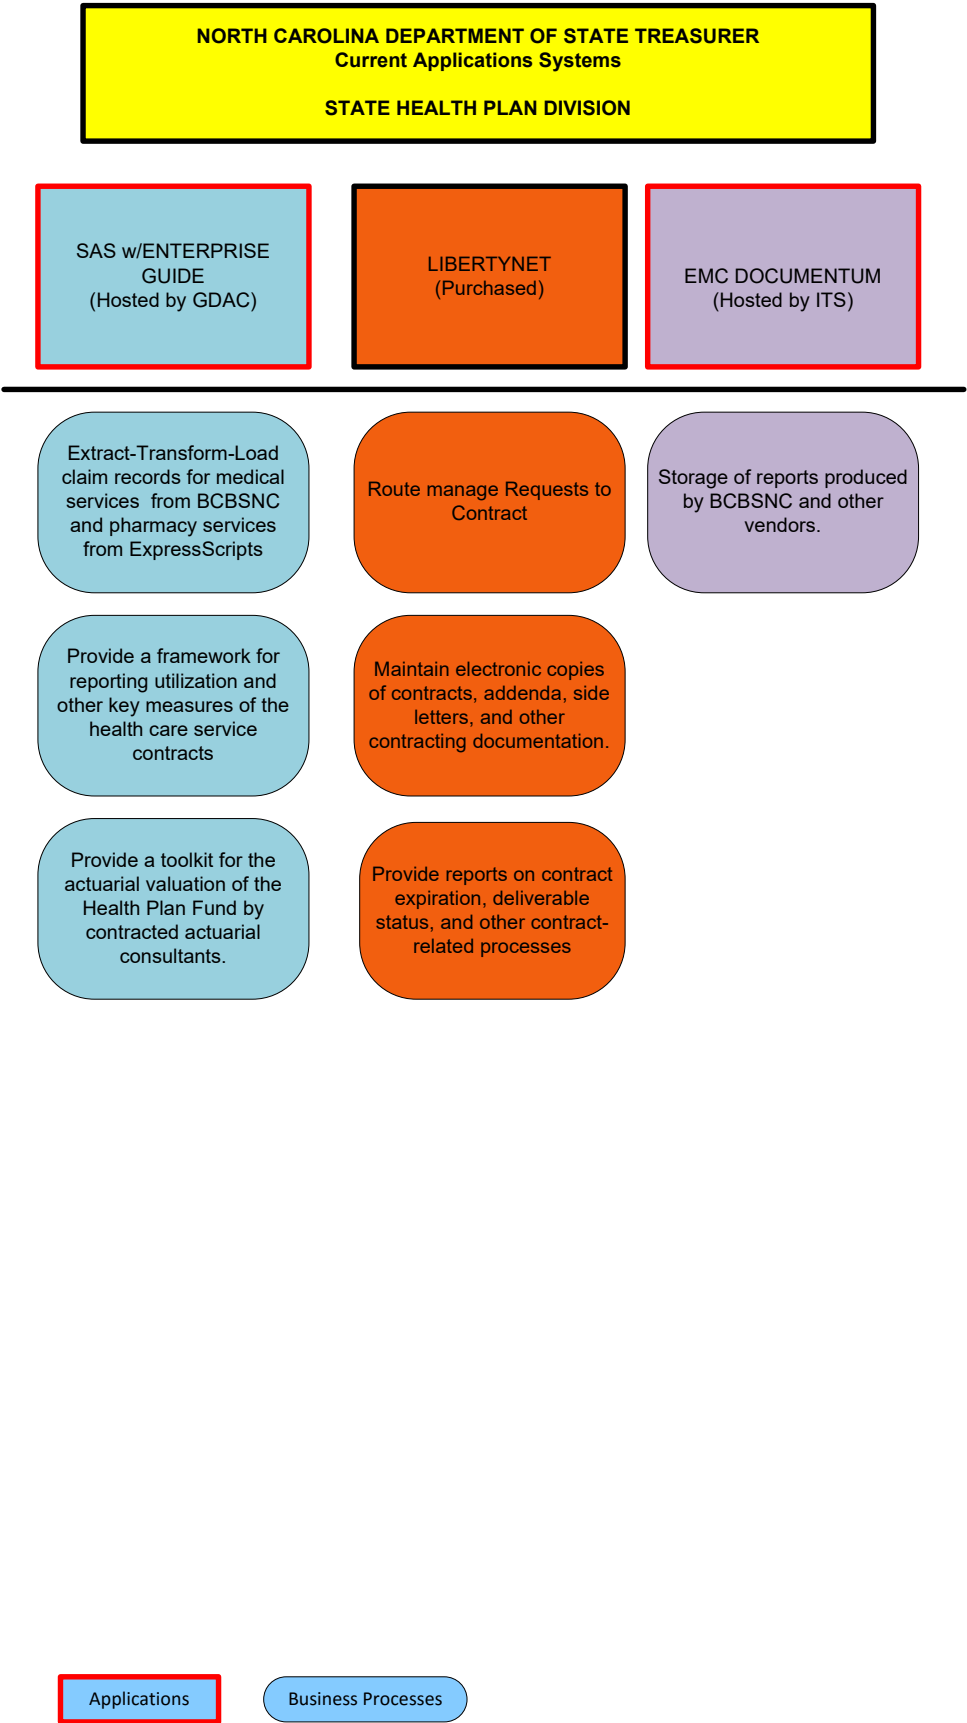 NORTH CAROLINA DEPARTMENT OF STATE TREASURER
Current Applications Systems
STATE HEALTH PLAN DIVISION
SAS w/ENTERPRISE
GUIDE
(Hosted by GDAC)
LIBERTYNET
(Purchased)
EMC DOCUMENTUM
(Hosted by ITS)
Extract-Transform-Load
claim records for medical
services  from BCBSNC
and pharmacy services
from ExpressScripts
Route manage Requests to
Contract
Storage of reports produced
by BCBSNC and other
vendors.
Provide a framework for
reporting utilization and
other key measures of the
health care service
contracts
Maintain electronic copies
of contracts, addenda, side
letters, and other
contracting documentation.
Provide a toolkit for the
actuarial valuation of the
Health Plan Fund by
contracted actuarial
consultants.
Provide reports on contract
expiration, deliverable
status, and other contract-
related processes
Applications
Business Processes